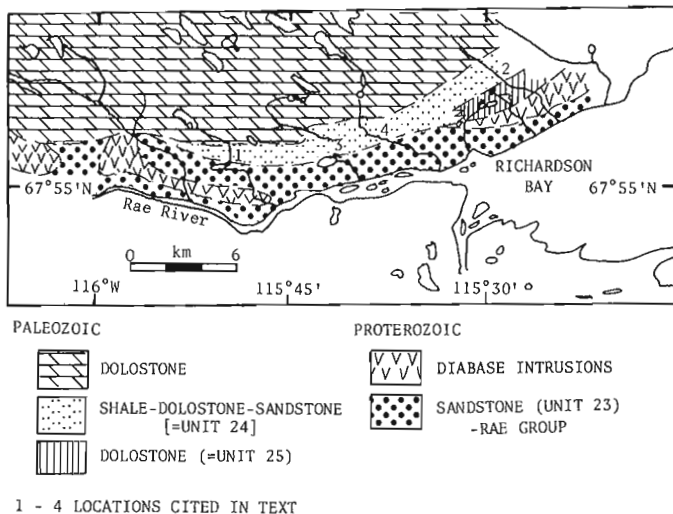 2
4
3
1
RICHARDSON
BAY
67°55'N
67°55'N
Rae River
0 km 6
116°W
115°45'
115°30'
PALEOZOIC
DOLOSTONE
SHALE-DOLOSTONE-SANDSTONE
[=UNIT 24]
DOLOSTONE (=UNIT 25)
PROTEROZOIC
DIABASE INTRUSIONS
SANDSTONE (UNIT 23)
-RAE GROUP
1 - 4 LOCATIONS CITED IN TEXT